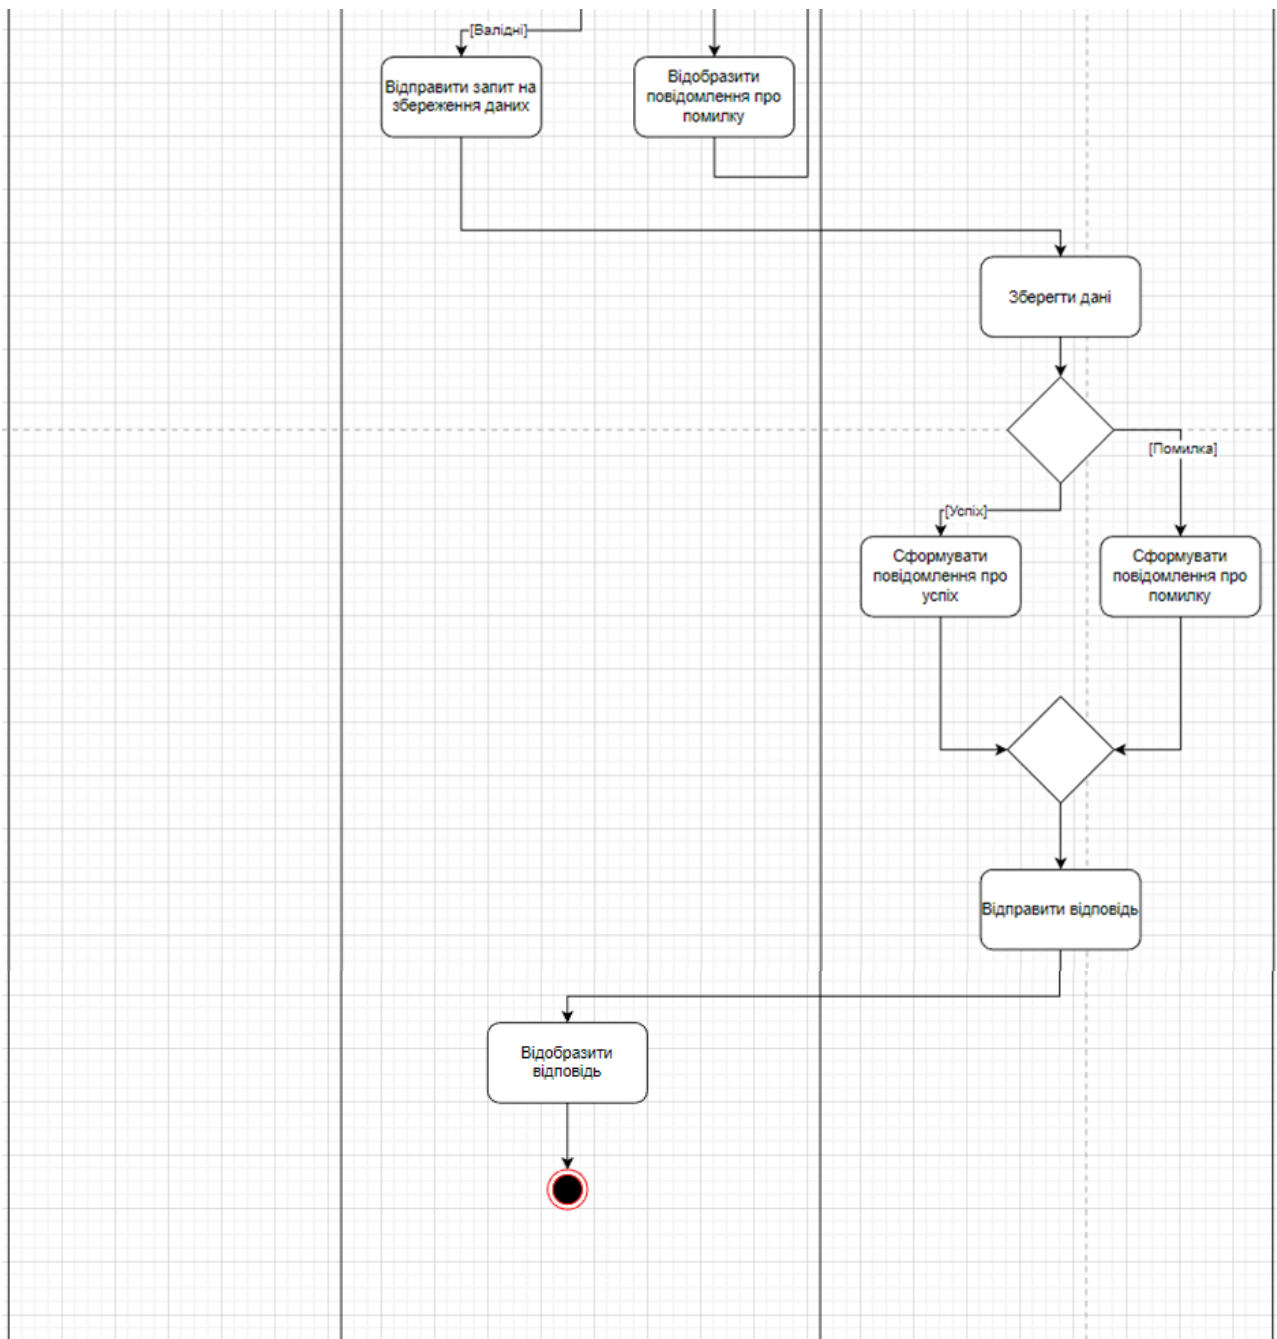 [Валідні]
Відправити запит на
збереження даних
Відобразити
повідомлення про
помилку
Зберегти дані
[Помилка]
[Успіх]
Сформувати
повідомлення про
успіх
Сформувати
повідомлення про
помилку
Відправити відповідь
Відобразити
відповідь